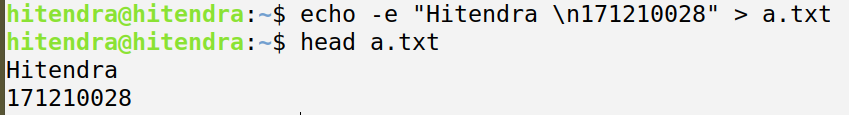 hitendra@hitendra:~$ echo -e "Hitendra \n171210028" > a.txt
hitendra@hitendra:~$ head a.txt
Hitendra
171210028